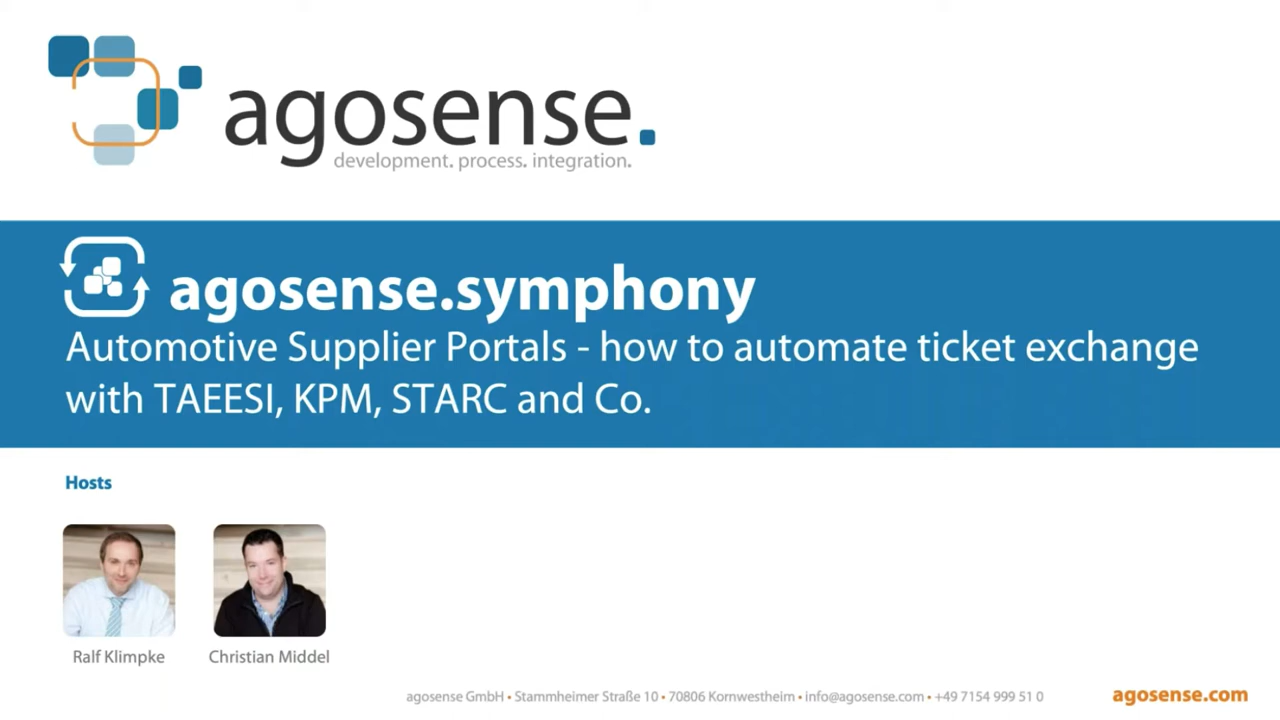 agosense.
development. process. integration.
agosense.symphony
Automotive Supplier Portals - how to automate ticket exchange
with TAEESI, KPM, STARC and Co.
Hosts
Ralf Klimpke
Christian Middel
agosense GmbH • Stammheimer Straße 10 • 70806 Kornwestheim • info@agosense.com • +49 7154 999 51 0
agosense.com